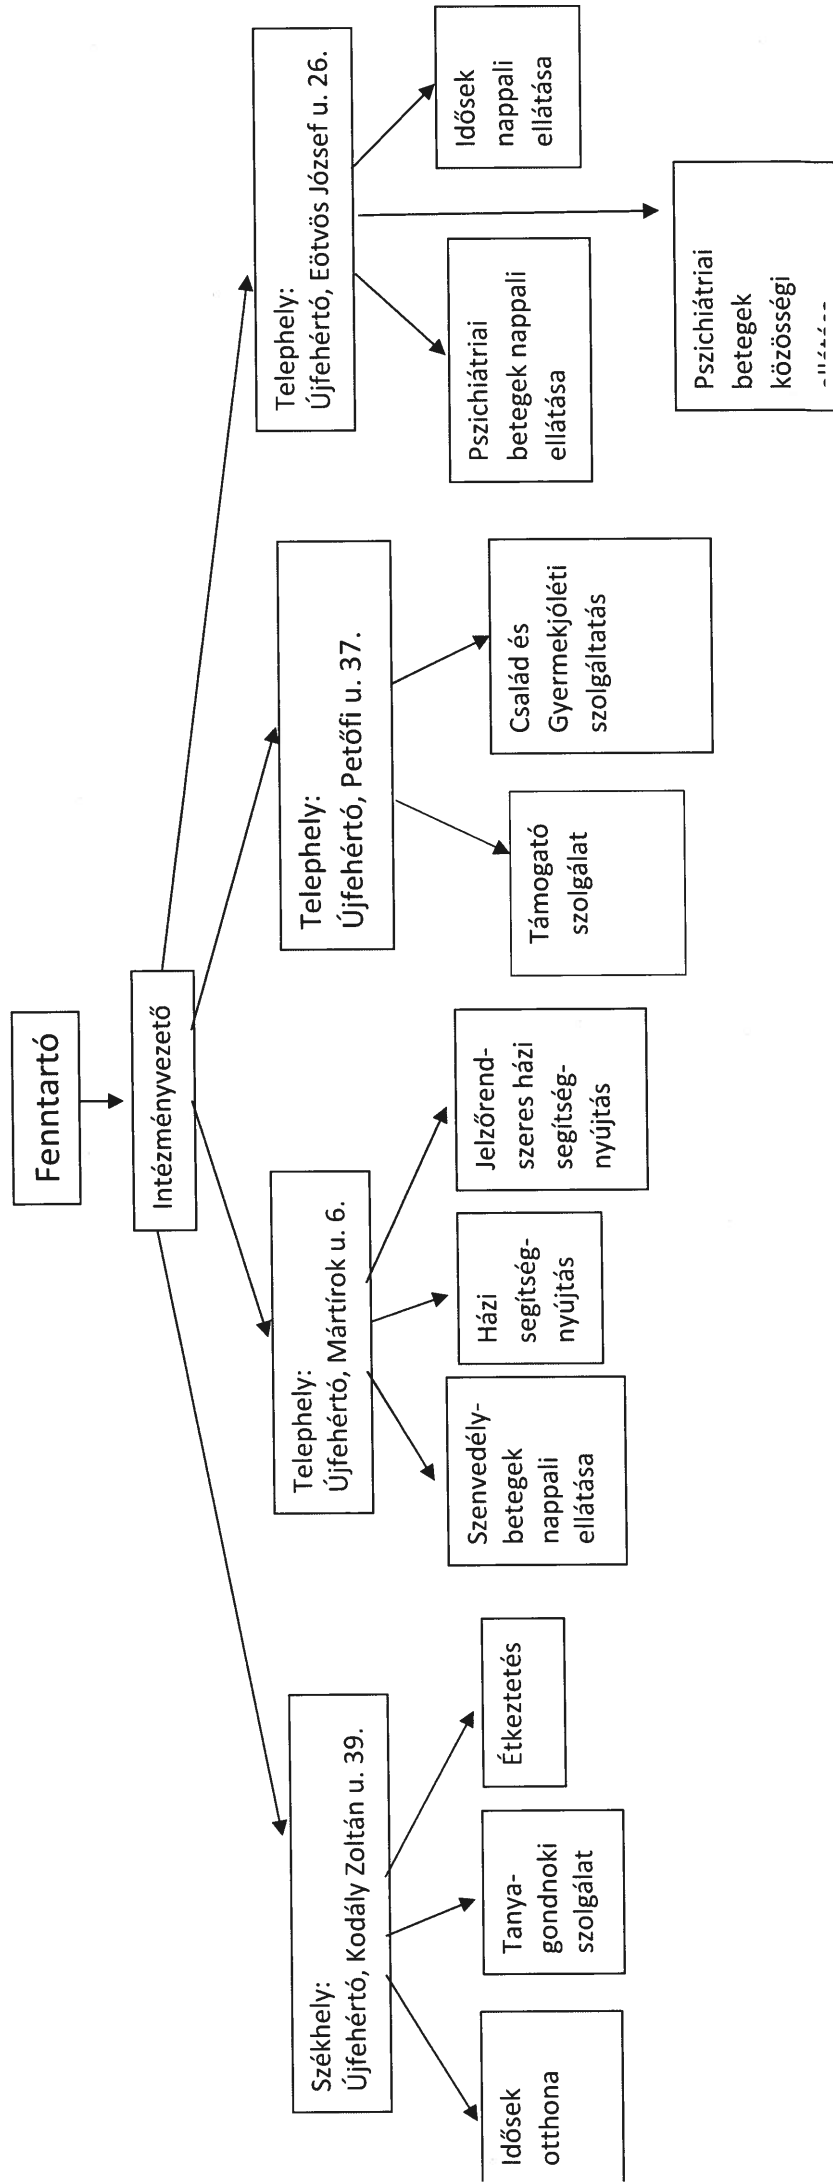 Fenntartó
Intézményvezető
Székhely:
Újfehértó, Kodály Zoltán u. 39.
Telephely:
Újfehértó, Mártírok u. 6.
Telephely:
Újfehértó, Petőfi u. 37.
Telephely:
Újfehértó, Eötvös József u. 26.
Idősek
otthona
Tanya-
gondnoki
szolgálat
Étkeztetés
Szenvedély-
betegek
nappali
ellátása
Házi
segítség-
nyújtás
Jelzőrend-
szeres házi
segítség-
nyújtás
Támogató
szolgálat
Család és
Gyermekjóléti
szolgáltatás
Pszichiátriai
betegek nappali
ellátása
Idősek
nappali
ellátása
Pszichiátriai
betegek
közösségi